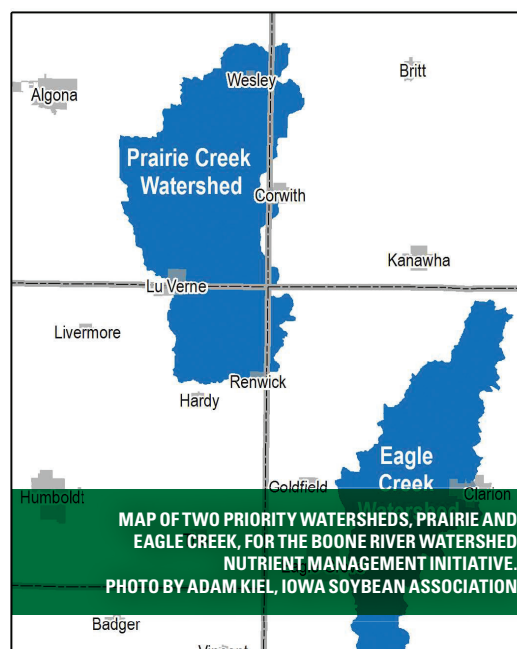 Wesley
Britt
Algona
Prairie Creek
Watershed
Corwith
Kanawha
Lu Verne
Livermore
Renwick
Hardy
Eagle
Creek
Watershed
Goldfield
Clarion
Humboldt
MAP OF TWO PRIORITY WATERSHEDS, PRAIRIE AND
EAGLE CREEK, FOR THE BOONE RIVER WATERSHED
NUTRIENT MANAGEMENT INITIATIVE.
PHOTO BY ADAM KIEL, IOWA SOYBEAN ASSOCIATION
Badger